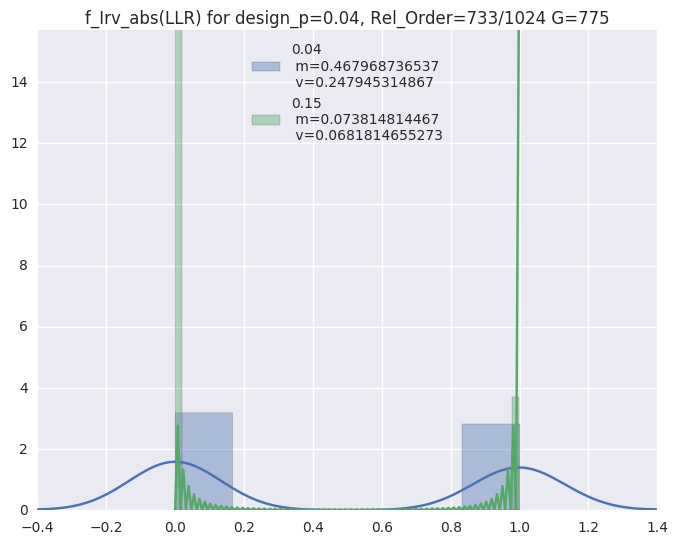 f_Irv_abs(LLR) for design_p=0.04, Rel_Order=733/1024 G=775
0.04
m=0.467968736537
v=0.247945314867
0.15
m=0.073814814467
v=0.0681814655273
14
12
10
8
6
4
2
0
−0.4 −0.2 0.0 0.2 0.4 0.6 0.8 1.0 1.2 1.4